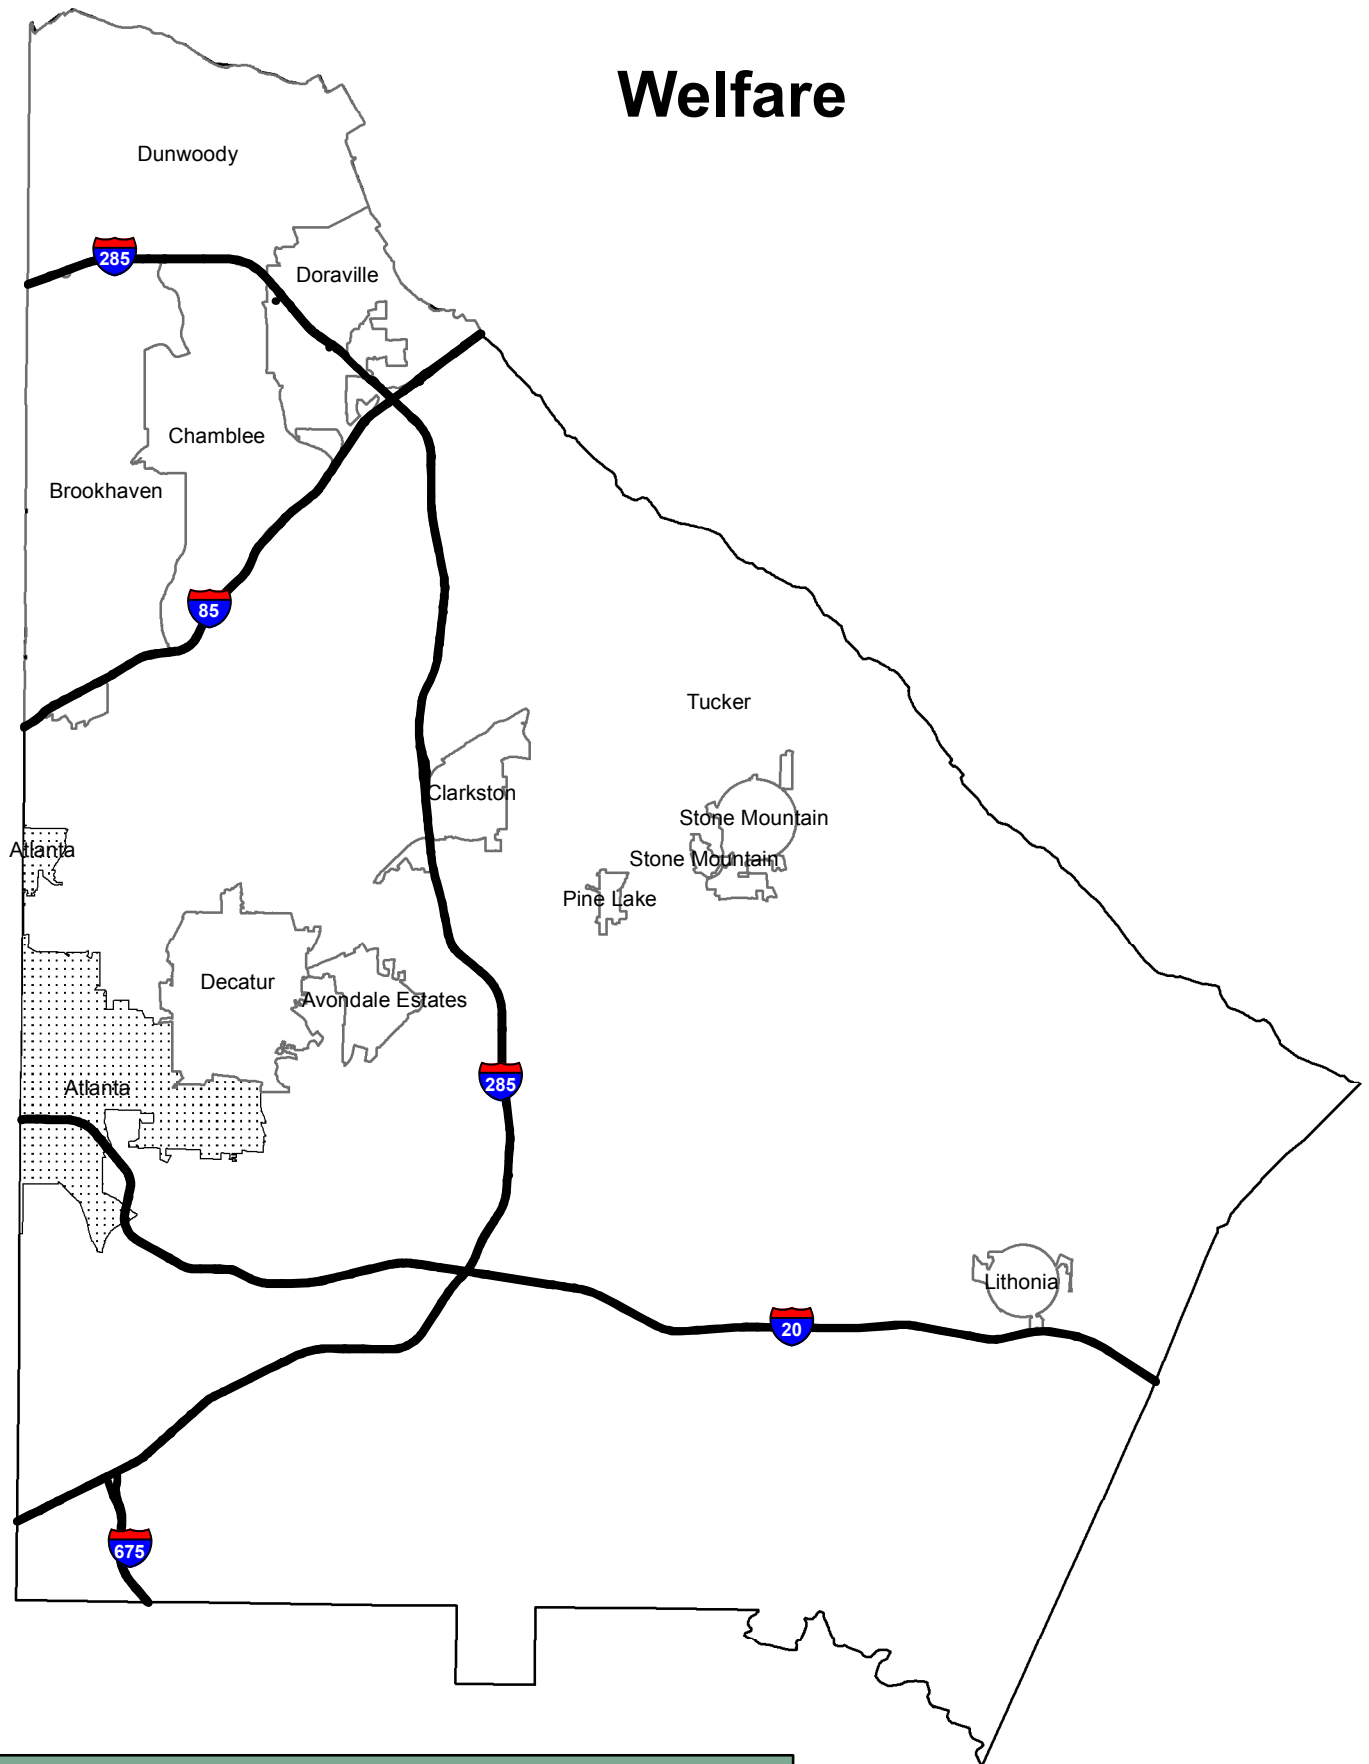 Welfare
Dunwoody
285
Doraville
Chamblee
Brookhaven
85
Tucker
Clarkston
Stone Mountain
Atlanta
Stone Mountain
Pine Lake
Decatur
Avondale Estates
285
Atlanta
Lithonia
20
675